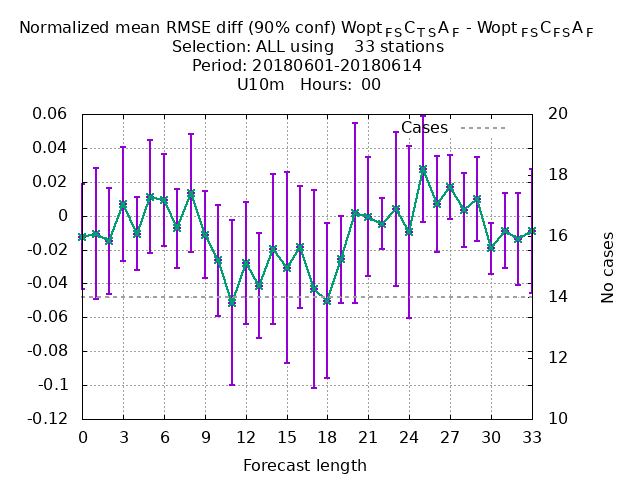 Normalized mean RMSE diff (90% conf) Wopt FS C T S A F - Wopt FS C FS A F
Selection: ALL using 33 stations
Period: 20180601-20180614
U10m Hours: 00
Cases
0.06
0.04
0.02
0
-0.02
-0.04
-0.06
-0.08
-0.1
-0.12
20
18
16
14
12
10
No cases
0 3 6 9 12 15 18 21 24 27 30 33
Forecast length